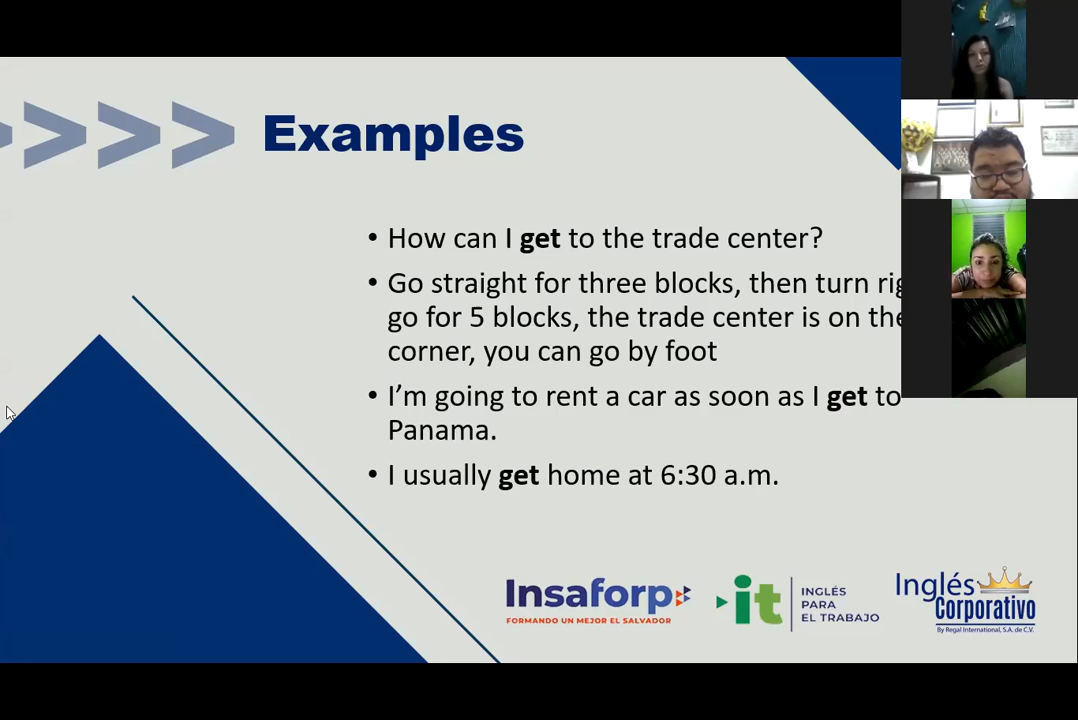 Examples
• How can I get to the trade center?
• Go straight for three blocks, then turn
go for 5 blocks, the trade center is on
corner, you can go by foot
• I'm going to rent a car as soon as I get to
Panama.
• I usually get home at 6:30 a.m.
Insaforp
FORMANDO UN MEJOR EL SALVADOR
it
INGLÉS
PARA
EL TRABAJO
Inglés
Corporativo
By Regal International, S.A. de C.V.